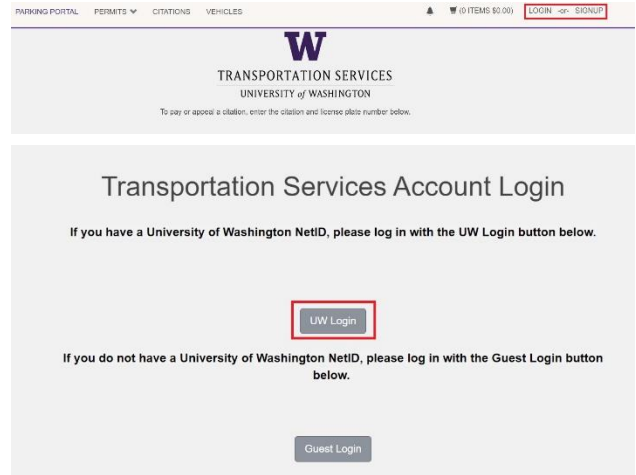 PARKING PORTAL PERMITS CITATIONS VEHICLES (0 ITEMS $0.00) LOGIN -or- SIGNUP
W
TRANSPORTATION SERVICES
UNIVERSITY of WASHINGTON
To pay or appeal a citation, enter the citation and license plate number below.
Transportation Services Account Login
If you have a University of Washington NetID, please log in with the UW Login button below.
UW Login
If you do not have a University of Washington NetID, please log in with the Guest Login button
below.
Guest Login